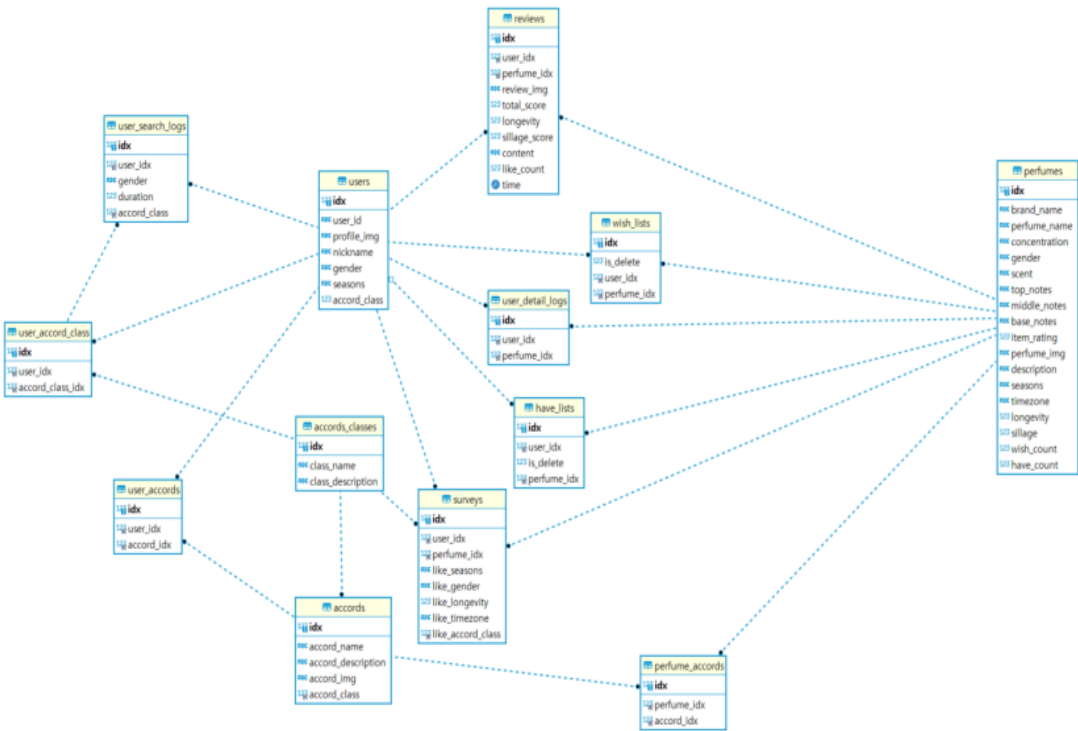 reviews
idx
user_idx
perfume_idx
review_img
total_score
longevity
sillage_score
content
like_count
time
user_search_logs
idx
user_idx
gender
duration
accord_class
users
idx
user_id
profile_img
nickname
gender
seasons
accord_class
wish_lists
idx
is_delete
user_idx
perfume_idx
perfumes
idx
brand_name
perfume_name
concentration
gender
scent
top_notes
middle_notes
base_notes
item_rating
perfume_img
description
seasons
timezone
longevity
sillage
wish_count
have_count
user_detail_logs
idx
user_idx
perfume_idx
user_accord_class
idx
user_idx
accord_class_idx
have_lists
idx
user_idx
is_delete
perfume_idx
accords_classes
idx
class_name
class_description
user_accords
idx
user_idx
accord_idx
surveys
idx
user_idx
perfume_idx
like_seasons
like_gender
like_longevity
like_timezone
like_accord_class
accords
idx
accord_name
accord_description
accord_img
accord_class
perfume_accords
idx
perfume_idx
accord_idx